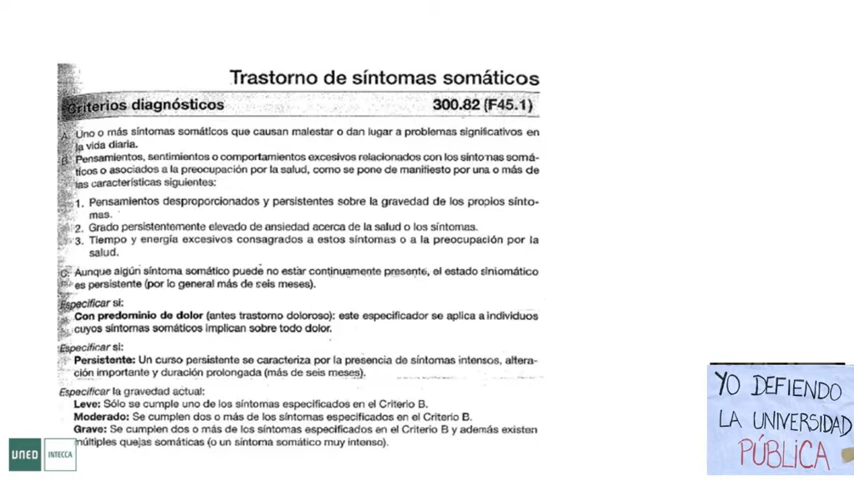 Trastorno de síntomas somáticos
Criterios diagnósticos 300.82 (F45.1)
A. Uno o más síntomas somáticos que causan malestar o dan lugar a problemas significativos en
la vida diaria.
B. Pensamientos, sentimientos o comportamientos excesivos relacionados con los síntomas somá-
ticos o asociados a la preocupación por la salud, como se pone de manifiesto por una o más de
las características siguientes:
1. Pensamientos desproporcionados y persistentes sobre la gravedad de los propios sínto-
mas.
2. Grado persistentemente elevado de ansiedad acerca de la salud o los síntomas.
3. Tiempo y energía excesivos consagrados a estos síntomas o a la preocupación por la
salud.
C. Aunque algún síntoma somático puede no estar continuamente presente, el estado sintomático
es persistente (por lo general más de seis meses).
Especificar si:
Con predominio de dolor (antes trastorno doloroso): este especificador se aplica a individuos
cuyos síntomas somáticos implican sobre todo dolor.
Especificar si:
Persistente: Un curso persistente se caracteriza por la presencia de síntomas intensos, altera-
ción importante y duración prolongada (más de seis meses).
Especificar la gravedad actual:
Leve: Sólo se cumple uno de los síntomas especificados en el Criterio B.
Moderado: Se cumplen dos o más de los síntomas especificados en el Criterio B.
Grave: Se cumplen dos o más de los síntomas especificados en el Criterio B y además existen
múltiples quejas somáticas (o un síntoma somático muy intenso).
UNED INTECCA
YO DEFIENDO
LA UNIVERSIDAD
PÚBLICA